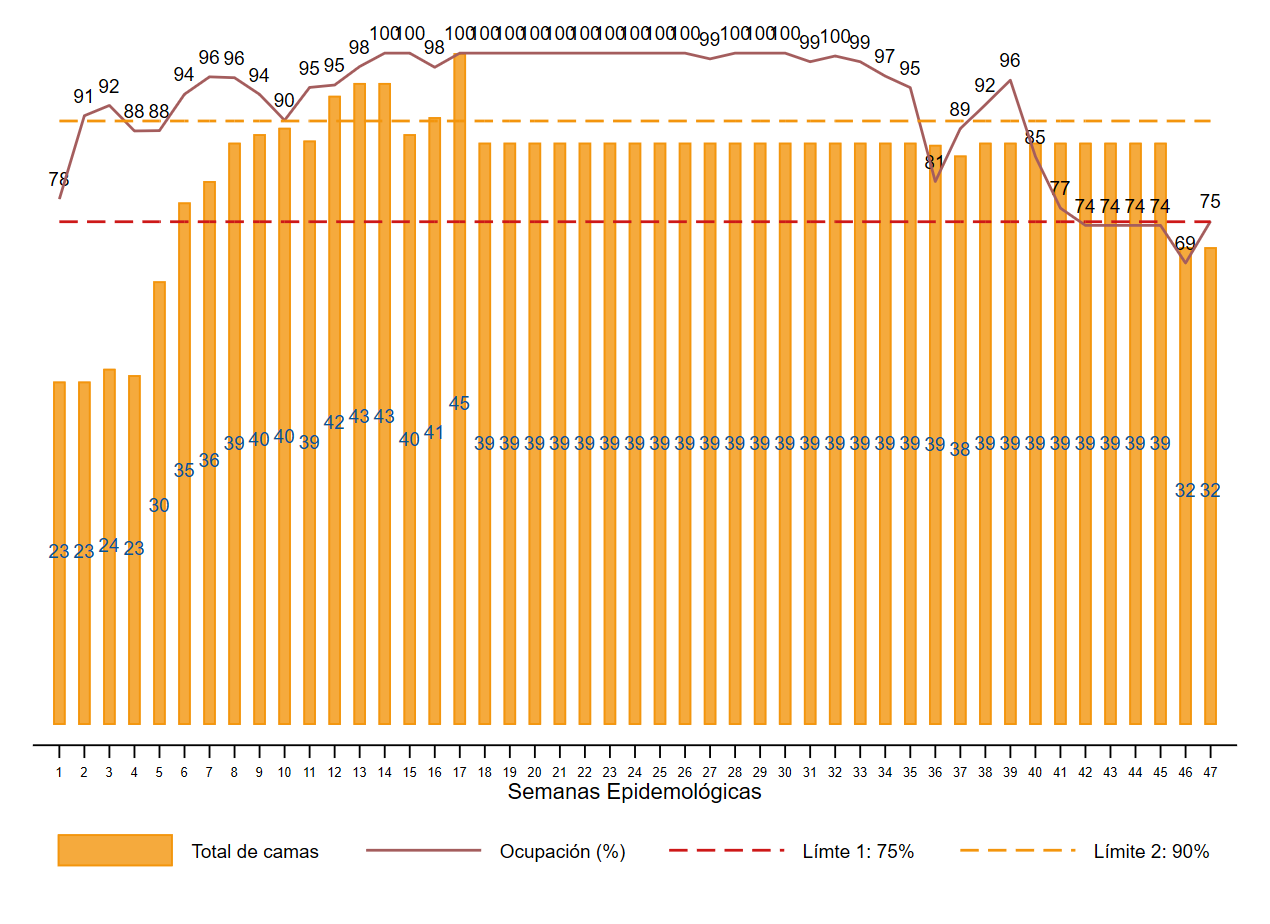 78 91 92 88 88 94 96 96 94 90 95 95 98 100 100 98 100 100 100 100 100 100 100 100 100 100 99 100 100 100 99 100 99 97 95 81 89 92 96 85 77 74 74 74 74 69 75
23 23 24 23 30 35 36 39 40 40 39 42 43 43 40 41 45 39 39 39 39 39 39 39 39 39 39 39 39 39 39 39 39 39 39 39 38 39 39 39 39 39 39 39 39 32 32
1 2 3 4 5 6 7 8 9 10 11 12 13 14 15 16 17 18 19 20 21 22 23 24 25 26 27 28 29 30 31 32 33 34 35 36 37 38 39 40 41 42 43 44 45 46 47
Semanas Epidemológicas
Total de camas Ocupación (%) Límte 1: 75% Límite 2: 90%